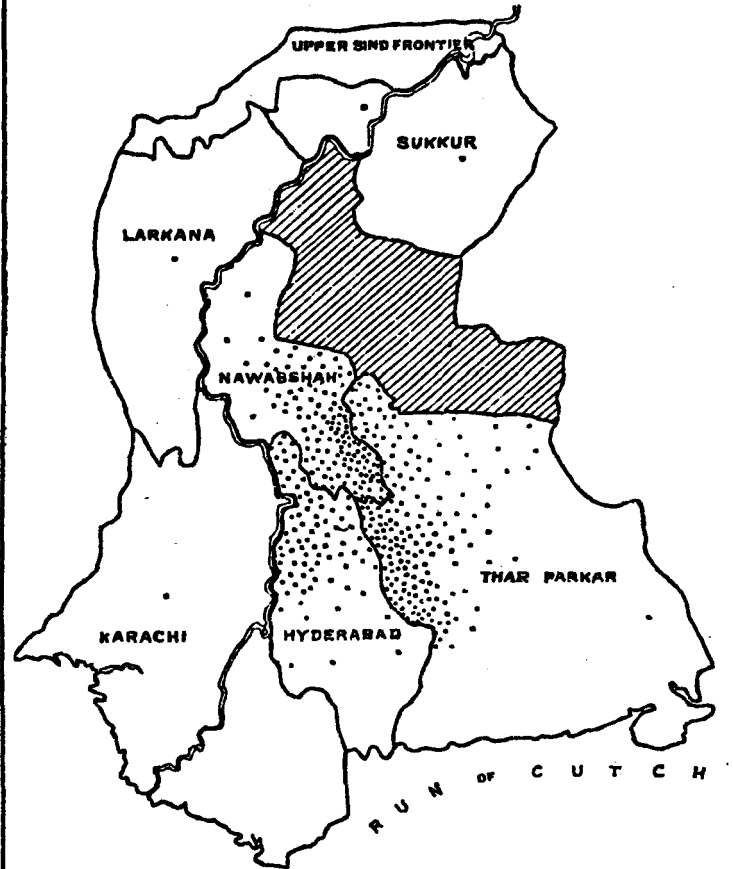 UPPER SIND FRONTIER
SUKKUR
LARKANA
NAWABSHAH
THAR PARKAR
KARACHI
HYDERABAD
RUN OF CUTCH